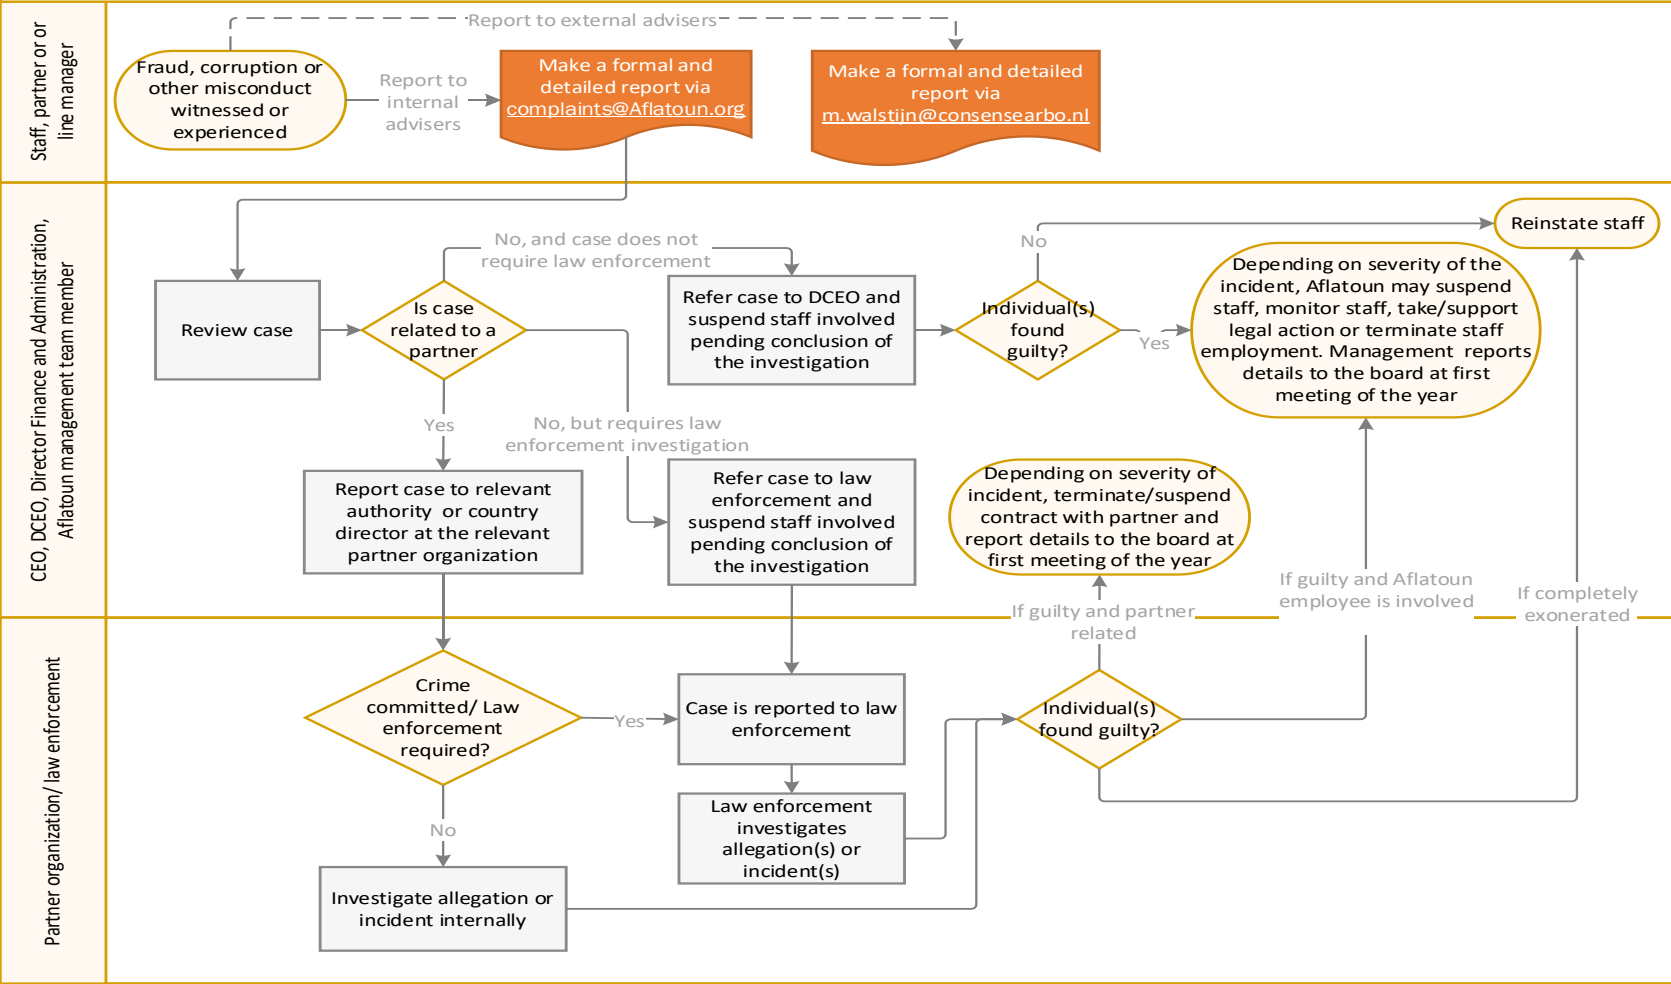 Staff, partner or or
line manager
Report to external advisers
Fraud, corruption or
other misconduct
witnessed or
experienced
Report to
internal
advisers
Make a formal and
detailed report via
complaints@Aflatoun.org
Make a formal and detailed
report via
m.walstijn@consensearbo.nl
CEO, DCEO, Director Finance and Administration,
Aflatoun management team member
Review case
Is case
related to a
partner
No, and case does not
require law enforcement
Refer case to DCEO and
suspend staff involved
pending conclusion of
the investigation
Individual(s)
found
guilty?
No
Yes
Reinstate staff
Depending on severity of the
incident, Aflatoun may suspend
staff, monitor staff, take/support
legal action or terminate staff
employment. Management  reports
details to the board at first
meeting of the year
Yes
No, but requires law
enforcement investigation
Report case to relevant
authority  or country
director at the relevant
partner organization
Refer case to law
enforcement and
suspend staff involved
pending conclusion of
the investigation
Depending on severity of
incident, terminate/suspend
contract with partner and
report details to the board at
first meeting of the year
If guilty and partner
related
If guilty and Aflatoun
employee is involved
If completely
exonerated
Partner organization/ law enforcement
Crime
committed/ Law
enforcement
required?
Yes
Case is reported to law
enforcement
Individual(s)
found guilty?
No
Law enforcement
investigates
allegation(s) or
incident(s)
Investigate allegation or
incident internally